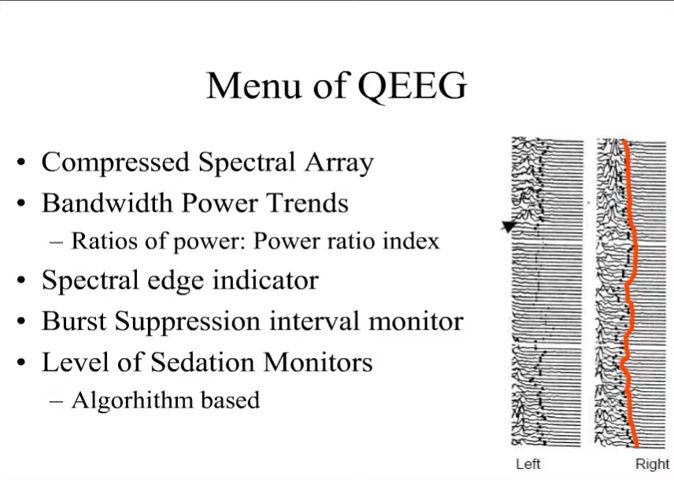 Menu of QEEG
• Compressed Spectral Array
• Bandwidth Power Trends
– Ratios of power: Power ratio index
• Spectral edge indicator
• Burst Suppression interval monitor
• Level of Sedation Monitors
– Algorhithm based
Left
Right